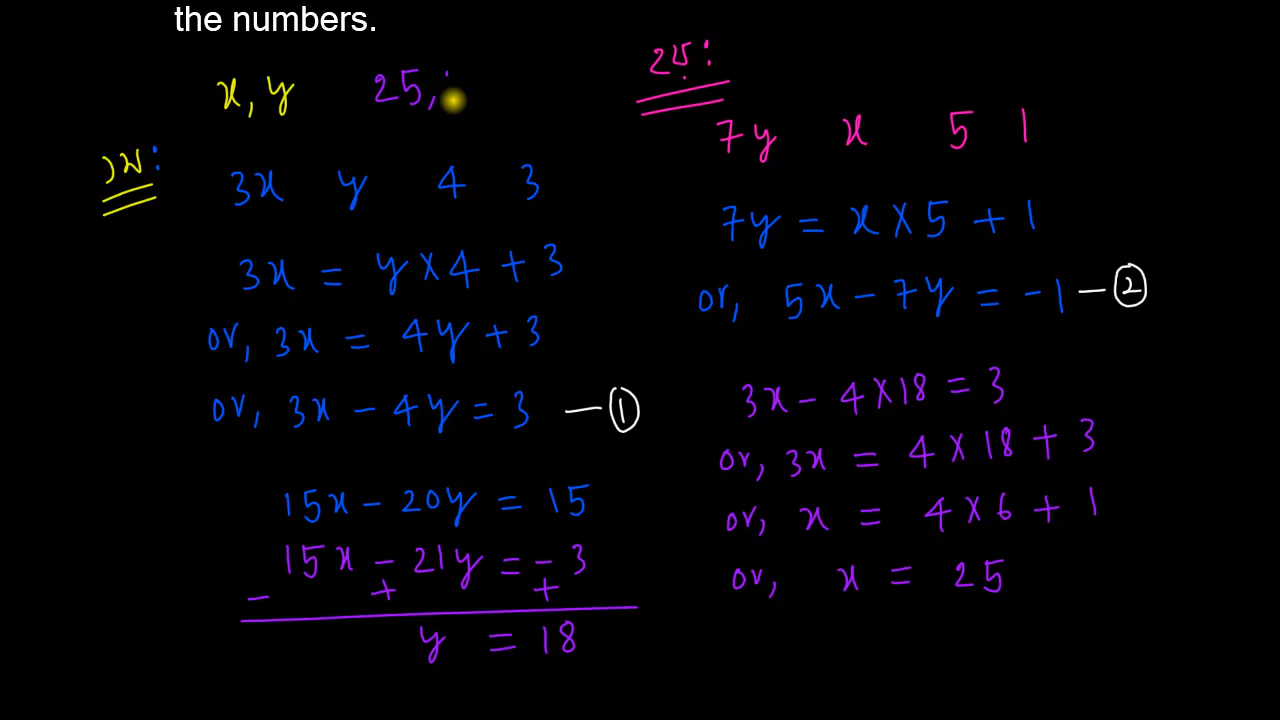 the numbers.
x, y 25,
3x y 4 3
3x = y × 4 + 3
or, 3x = 4y + 3
or, 3x - 4y = 3 — ①
15x - 20y = 15
15x - 21y = - 3
- + +
y = 18
7y x 5 1
7y = x × 5 + 1
or, 5x - 7y = - 1 — ②
3x - 4 × 18 = 3
or, 3x = 4 × 18 + 3
or, x = 4 × 6 + 1
or, x = 25